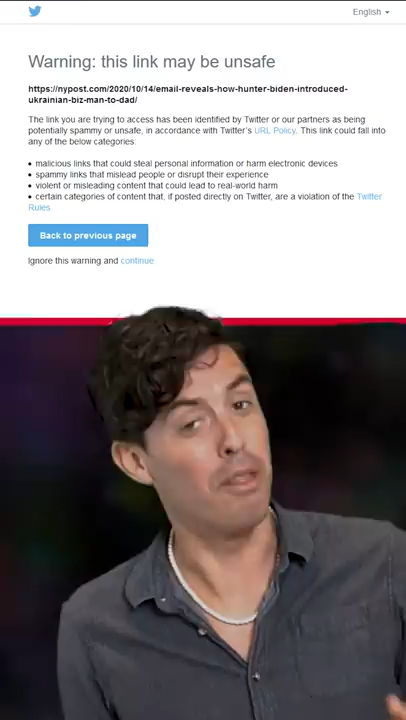 English
Warning: this link may be unsafe
https://nypost.com/2020/10/14/email-reveals-how-hunter-biden-introduced-
ukrainian-biz-man-to-dad/
The link you are trying to access has been identified by Twitter or our partners as being
potentially spammy or unsafe, in accordance with Twitter's URL Policy. This link could fall into
any of the below categories:
• malicious links that could steal personal information or harm electronic devices
• spammy links that mislead people or disrupt their experience
• violent or misleading content that could lead to real-world harm
• certain categories of content that, if posted directly on Twitter, are a violation of the Twitter
Rules
Back to previous page
Ignore this warning and continue